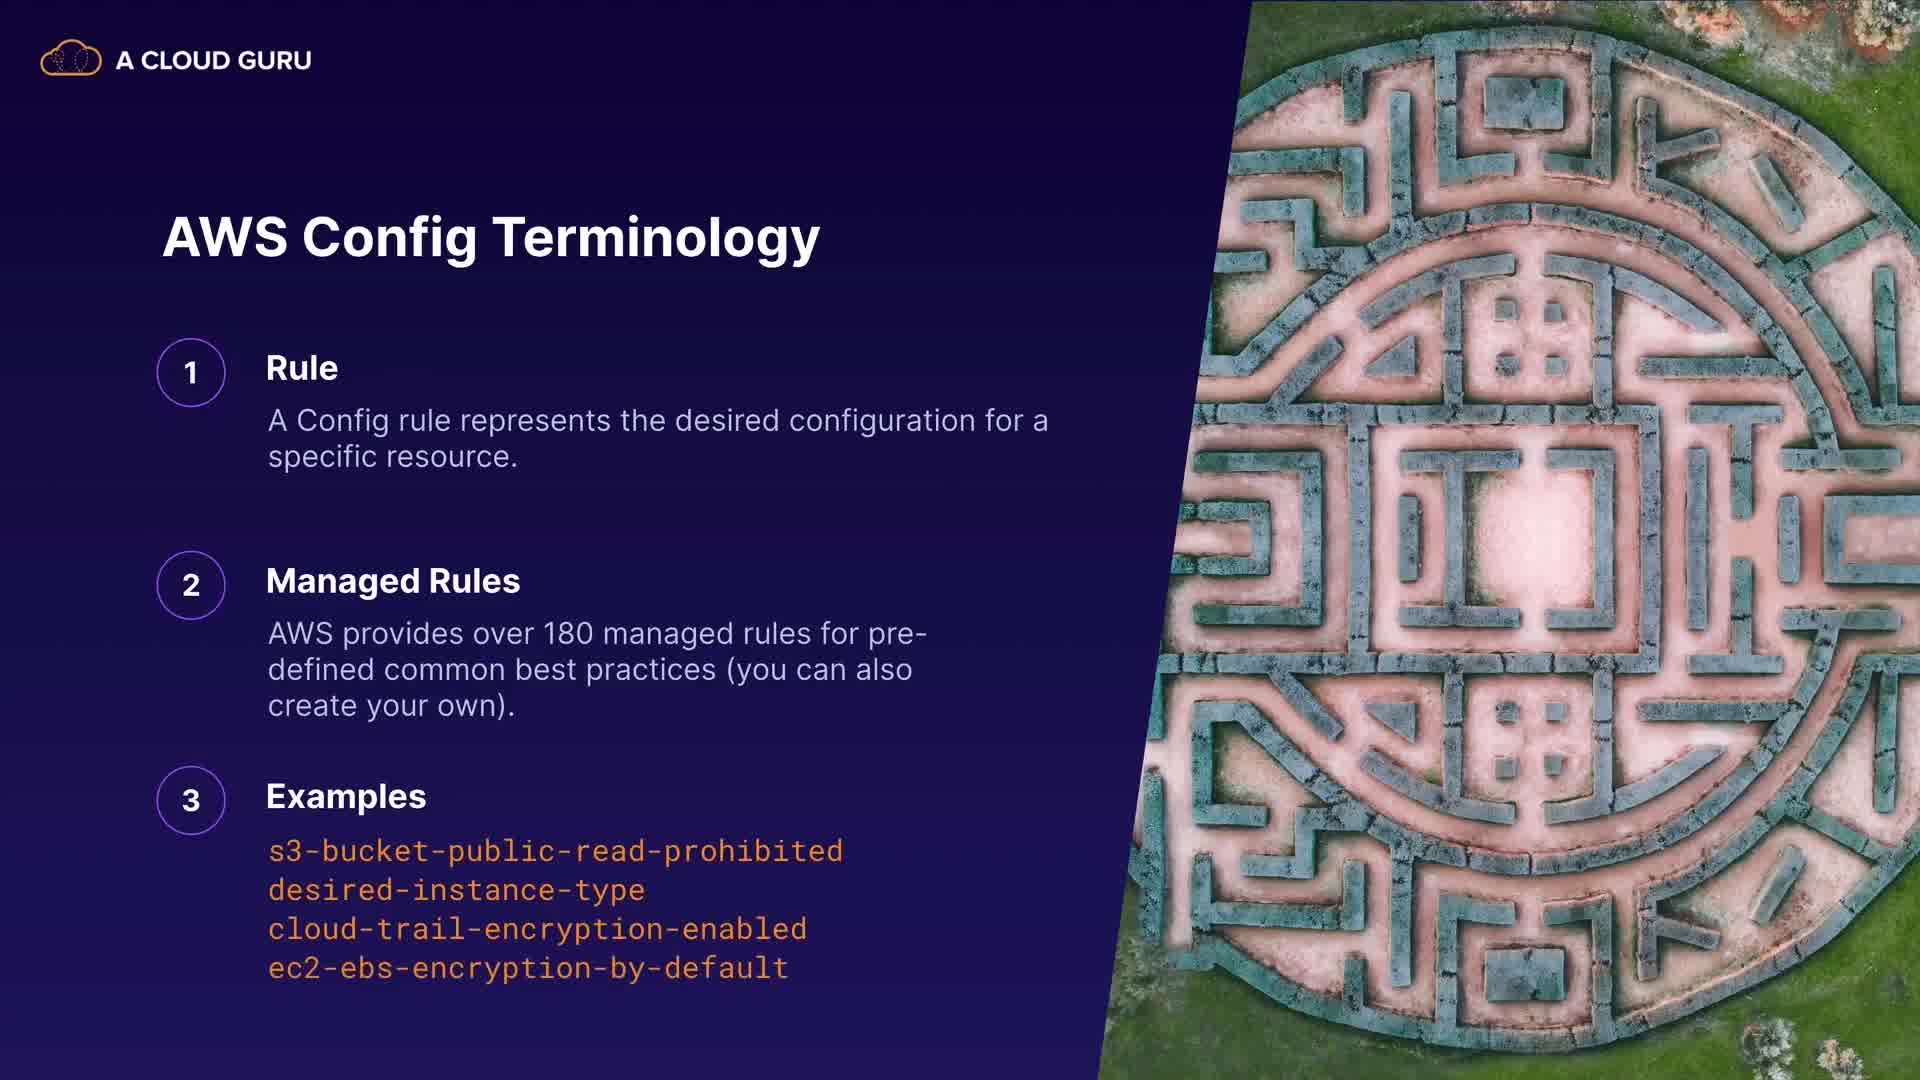 A CLOUD GURU
AWS Config Terminology
1
Rule
A Config rule represents the desired configuration for a
specific resource.
2
Managed Rules
AWS provides over 180 managed rules for pre-
defined common best practices (you can also
create your own).
3
Examples
s3-bucket-public-read-prohibited
desired-instance-type
cloud-trail-encryption-enabled
ec2-ebs-encryption-by-default